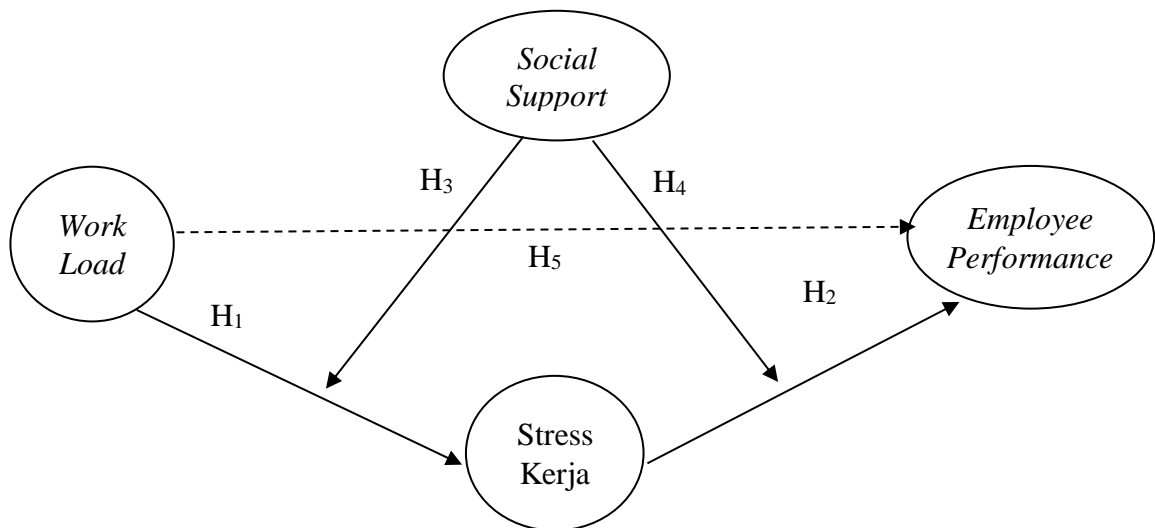 Social
Support
H₃
H₄
Work
Load
Employee
Performance
H₅
H₂
H₁
Stress
Kerja